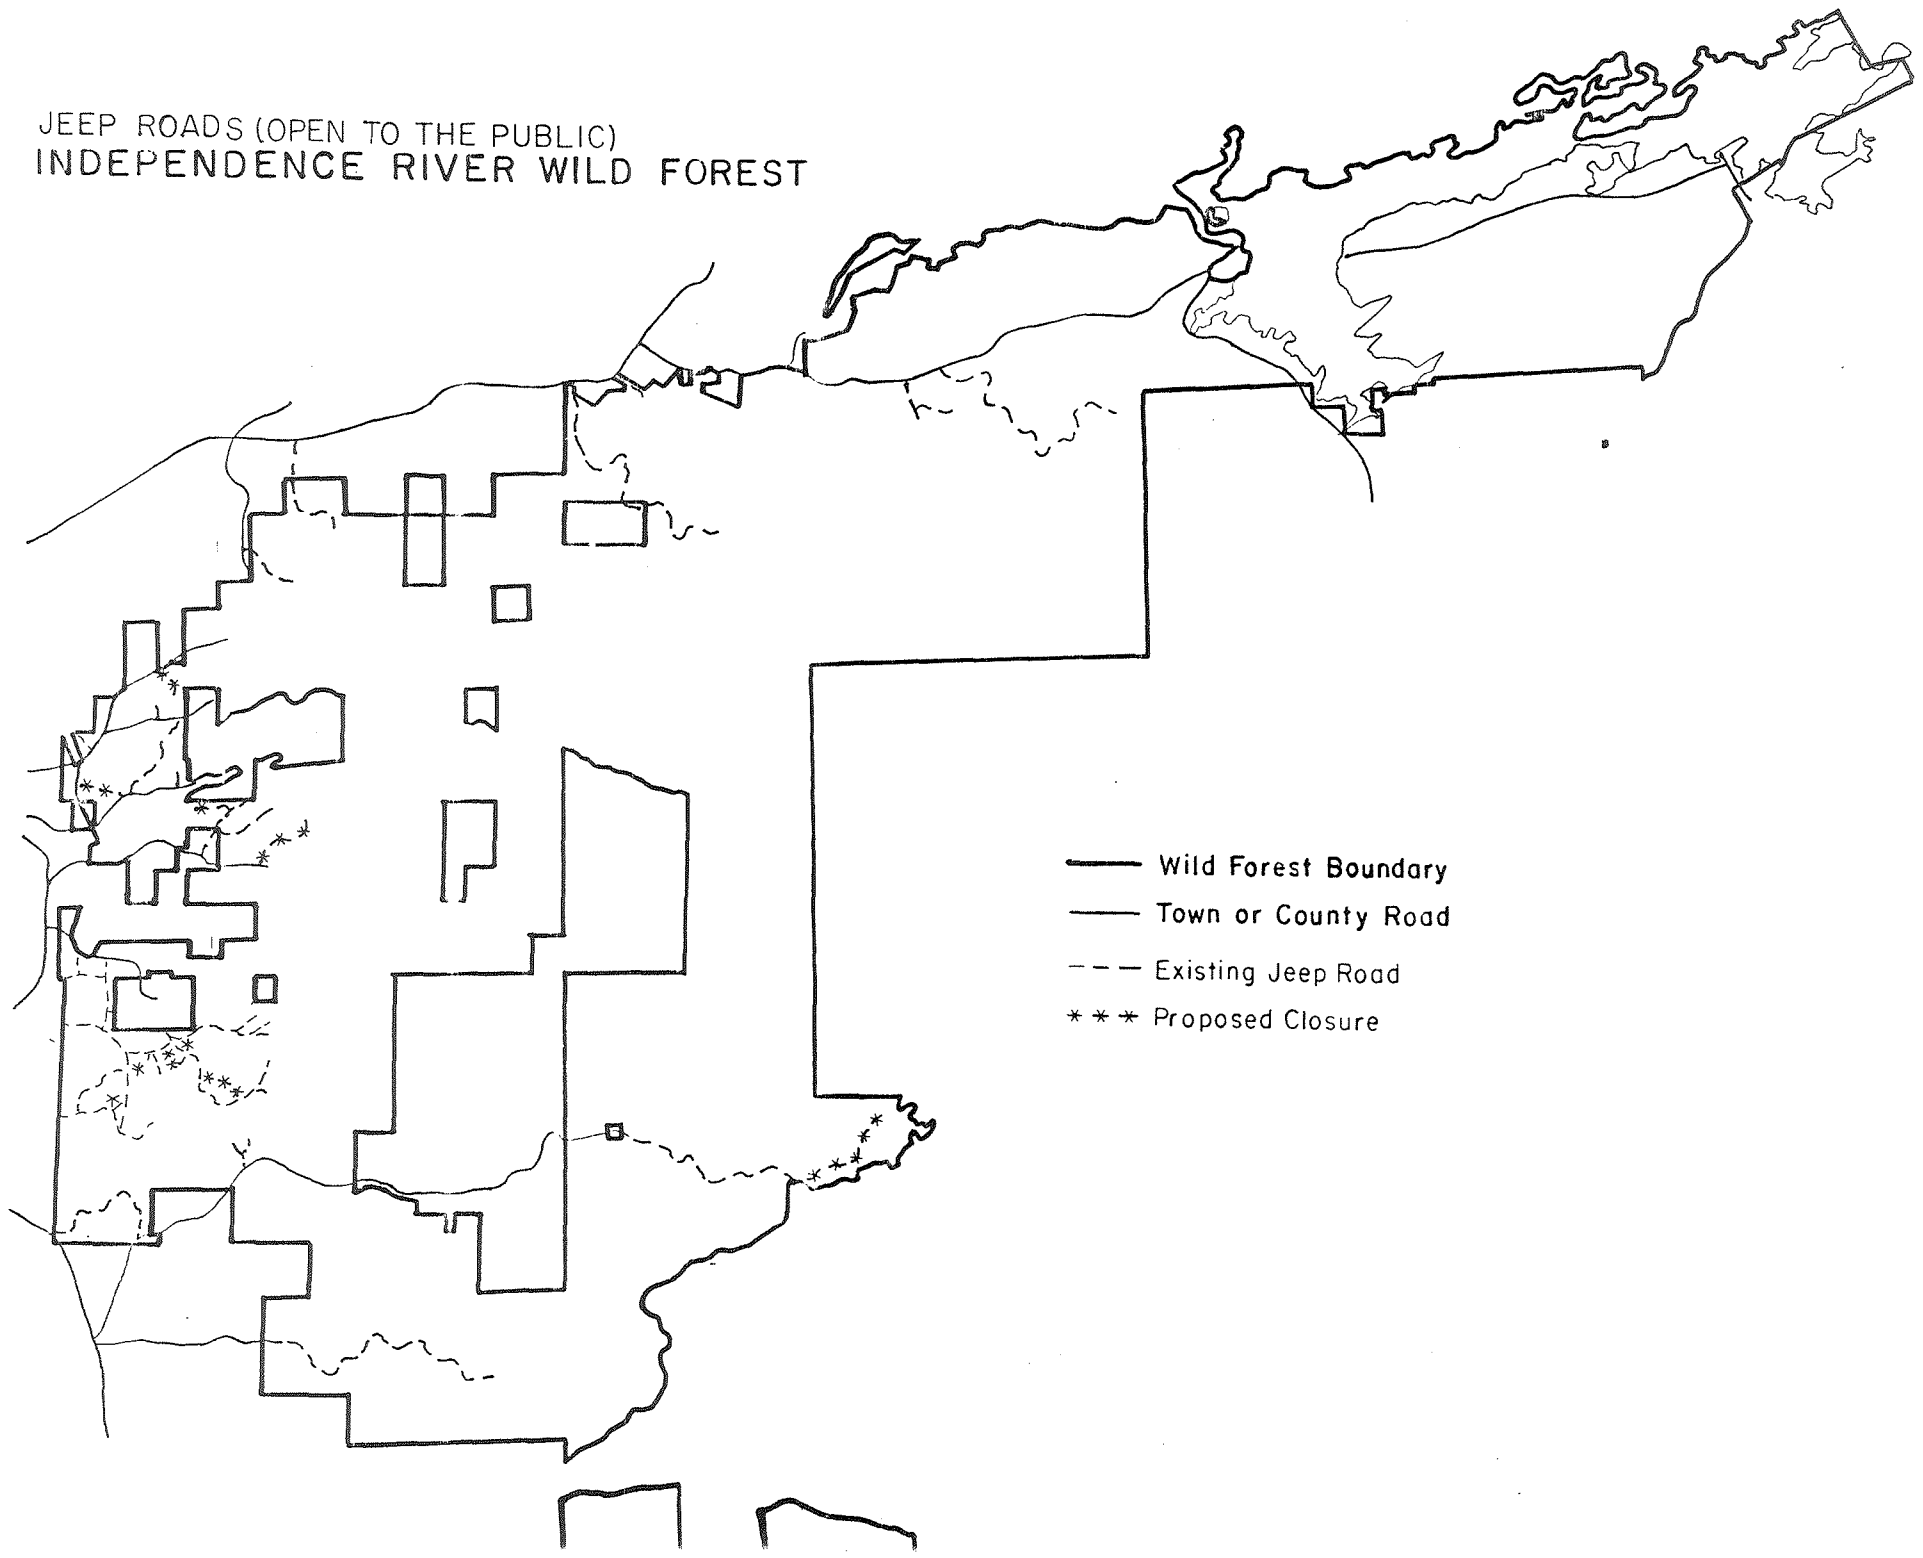 JEEP ROADS (OPEN TO THE PUBLIC)
INDEPENDENCE RIVER WILD FOREST
Wild Forest Boundary
Town or County Road
Existing Jeep Road
* * * Proposed Closure